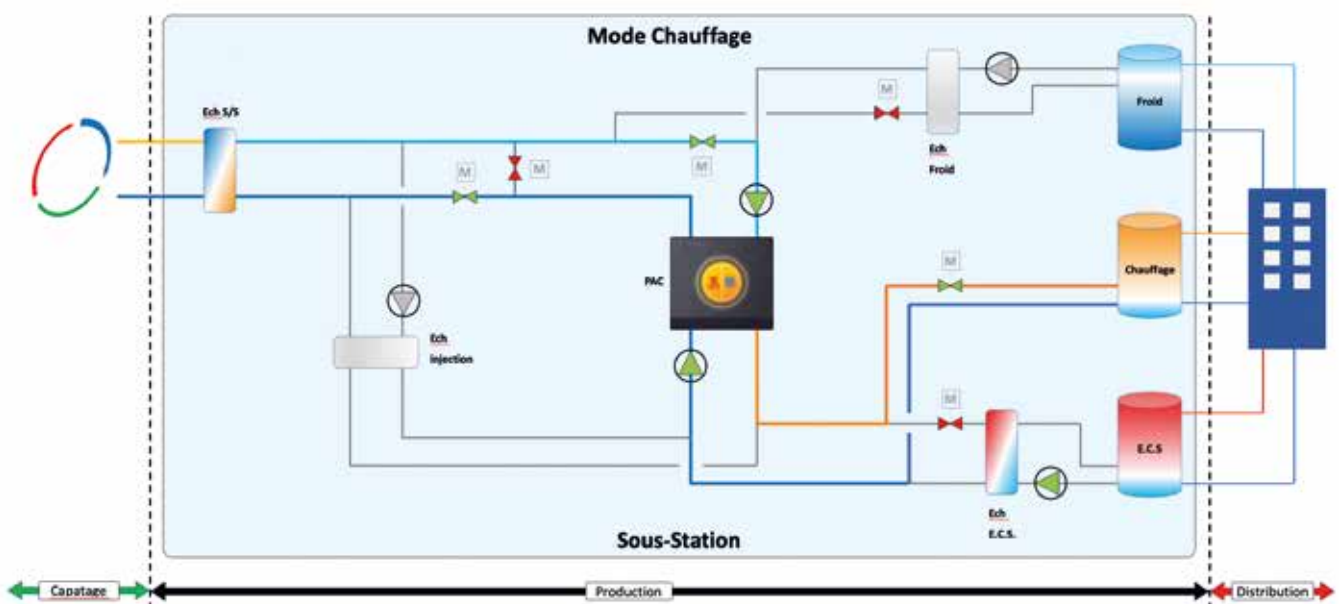 Mode Chauffage
M
Froid
Ech S/S
Ech
Froid
M
M
M
PAC
M
Chauffage
Ech
injection
M
E.C.S
Ech
E.C.S.
Sous-Station
Capatage
Production
Distribution